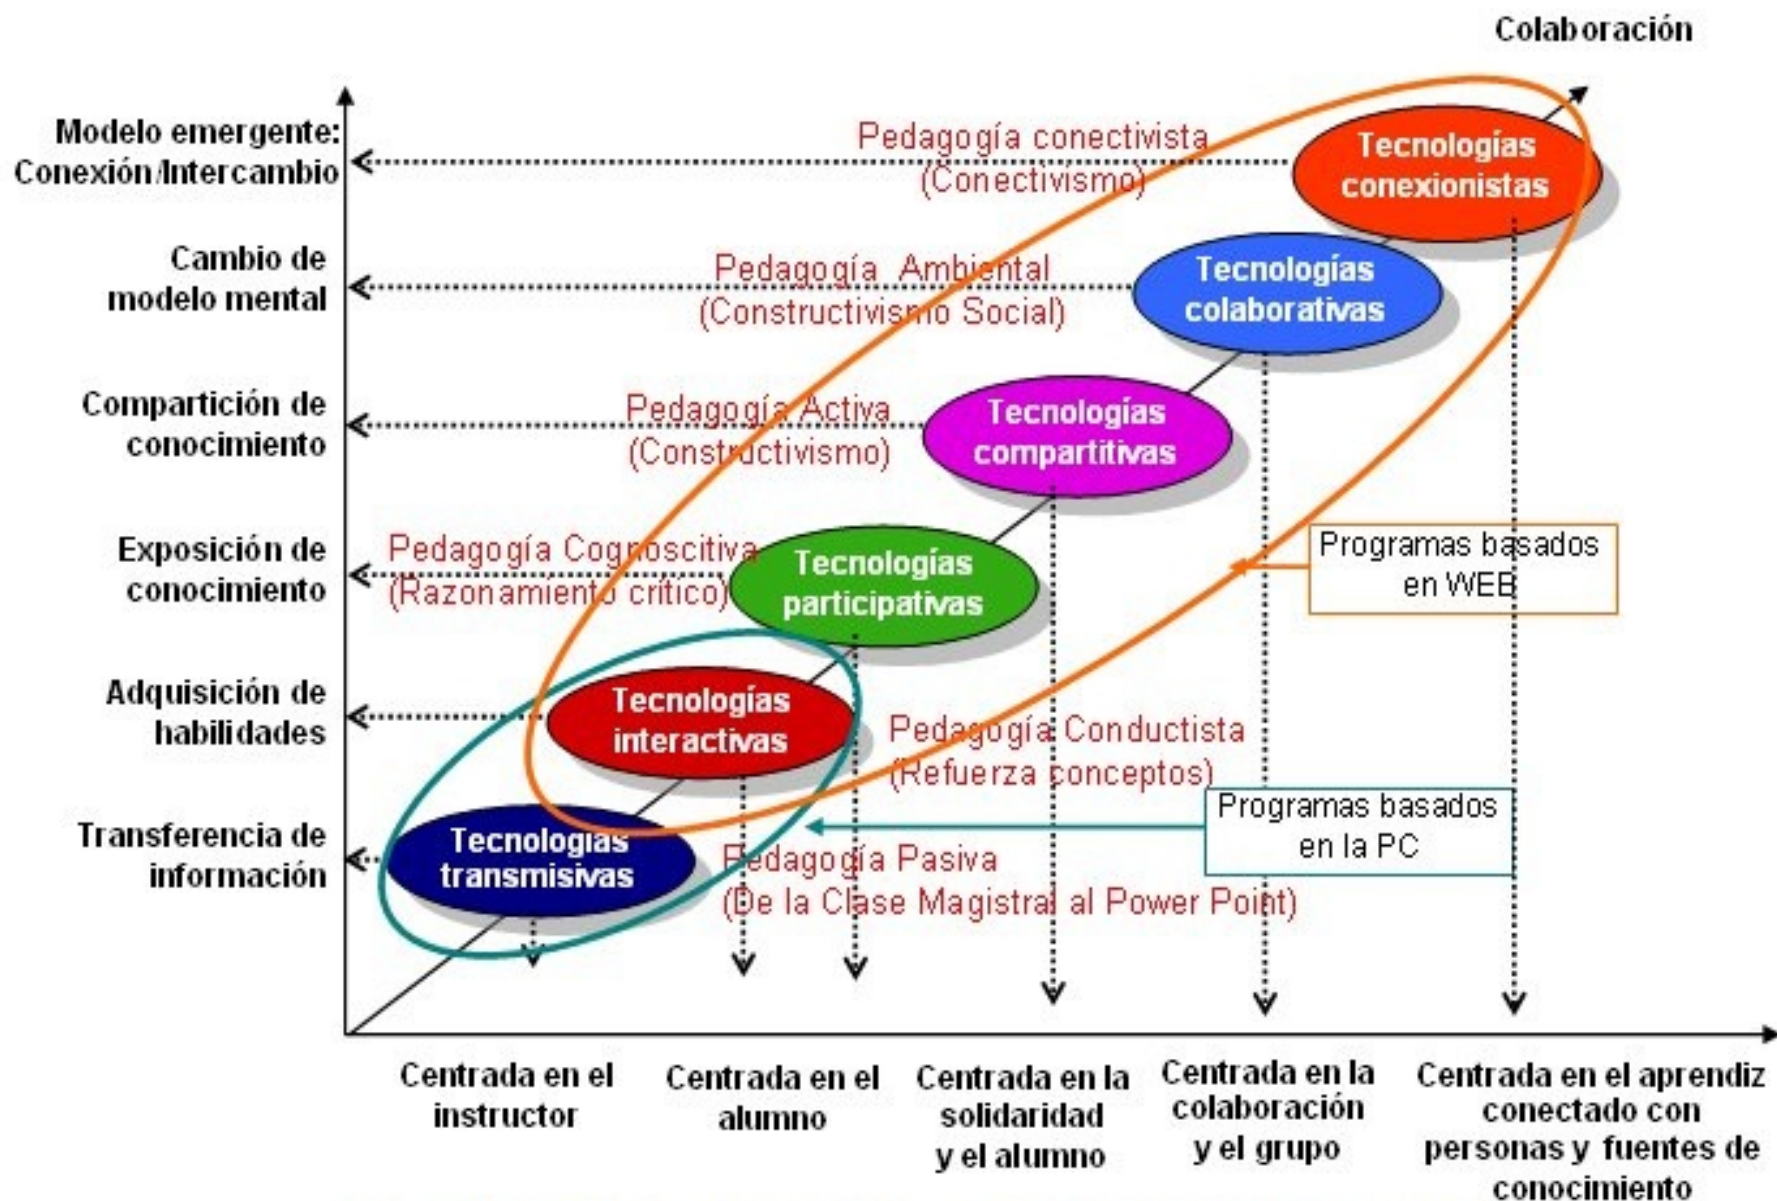 Colaboración
Modelo emergente:
Conexión/Intercambio
Pedagogía conectivista
(Conectivismo)
Tecnologías
conexionistas
Cambio de
modelo mental
Pedagogía Ambiental
(Constructivismo Social)
Tecnologías
colaborativas
Compartición de
conocimiento
Pedagogía Activa
(Constructivismo)
Tecnologías
compartitivas
Exposición de
conocimiento
Pedagogía Cognoscitiva
(Razonamiento crítico)
Tecnologías
participativas
Programas basados
en WEB
Adquisición de
habilidades
Tecnologías
interactivas
Pedagogía Conductista
(Refuerza conceptos)
Transferencia de
información
Tecnologías
transmisivas
Pedagogía Pasiva
(De la Clase Magistral al Power Point)
Programas basados
en la PC
Centrada en el
instructor
Centrada en el
alumno
Centrada en la
solidaridad
y el alumno
Centrada en la
colaboración
y el grupo
Centrada en el aprendiz
conectado con
personas y fuentes de
conocimiento